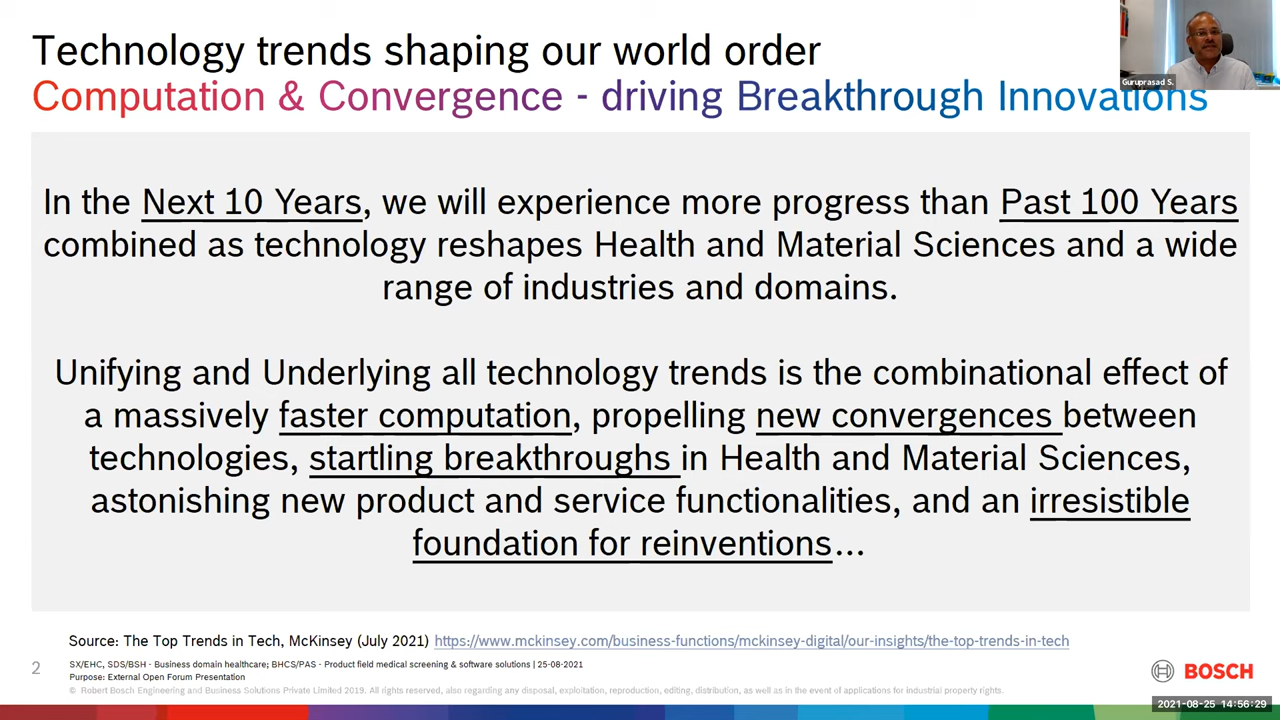 Technology trends shaping our world order
Computation & Convergence - driving Breakthrough Innovations
Guruprasad S.
In the Next 10 Years, we will experience more progress than Past 100 Years
combined as technology reshapes Health and Material Sciences and a wide
range of industries and domains.
Unifying and Underlying all technology trends is the combinational effect of
a massively faster computation, propelling new convergences between
technologies, startling breakthroughs in Health and Material Sciences,
astonishing new product and service functionalities, and an irresistible
foundation for reinventions...
Source: The Top Trends in Tech, McKinsey (July 2021) https://www.mckinsey.com/business-functions/mckinsey-digital/our-insights/the-top-trends-in-tech
2
SX/EHC, SDS/BSH - Business domain healthcare; BHCS/PAS - Product field medical screening & software solutions | 25-08-2021
Purpose: External Open Forum Presentation
© Robert Bosch Engineering and Business Solutions Private Limited 2019. All rights reserved, also regarding any disposal, exploitation, reproduction, editing, distribution, as well as in the event of applications for industrial property rights.
BOSCH
2021-08-25 14:56:29